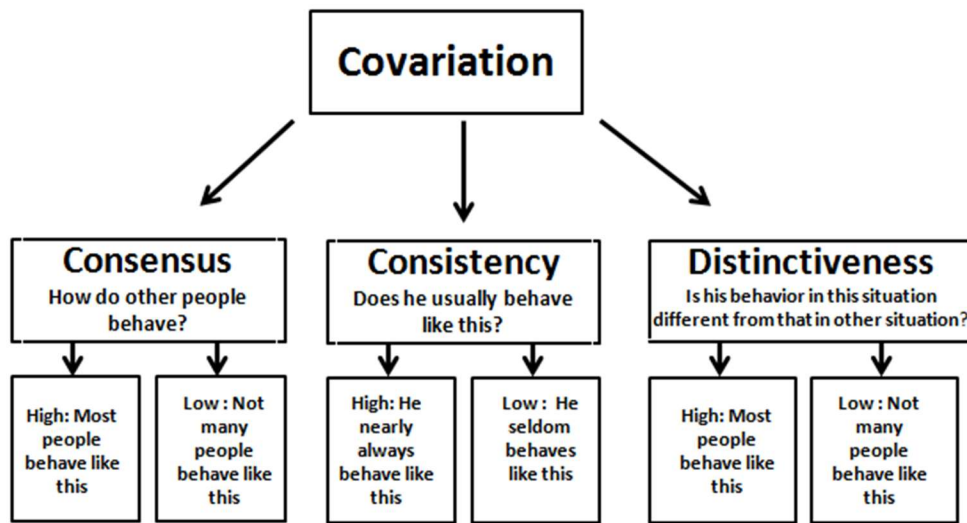 Covariation
Consensus
How do other people
behave?
Consistency
Does he usually behave
like this?
Distinctiveness
Is his behavior in this situation
different from that in other situation?
High: Most
people
behave like
this
Low : Not
many
people
behave like
this
High: He
nearly
always
behave like
this
Low : He
seldom
behaves
like this
High: Most
people
behave like
this
Low : Not
many
people
behave like
this